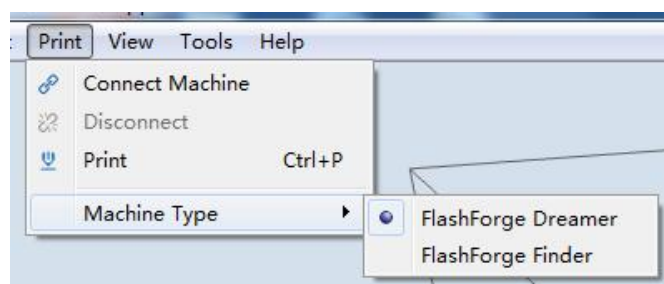 Print View Tools Help
Connect Machine
Disconnect
Print Ctrl+P
Machine Type
FlashForge Dreamer
FlashForge Finder